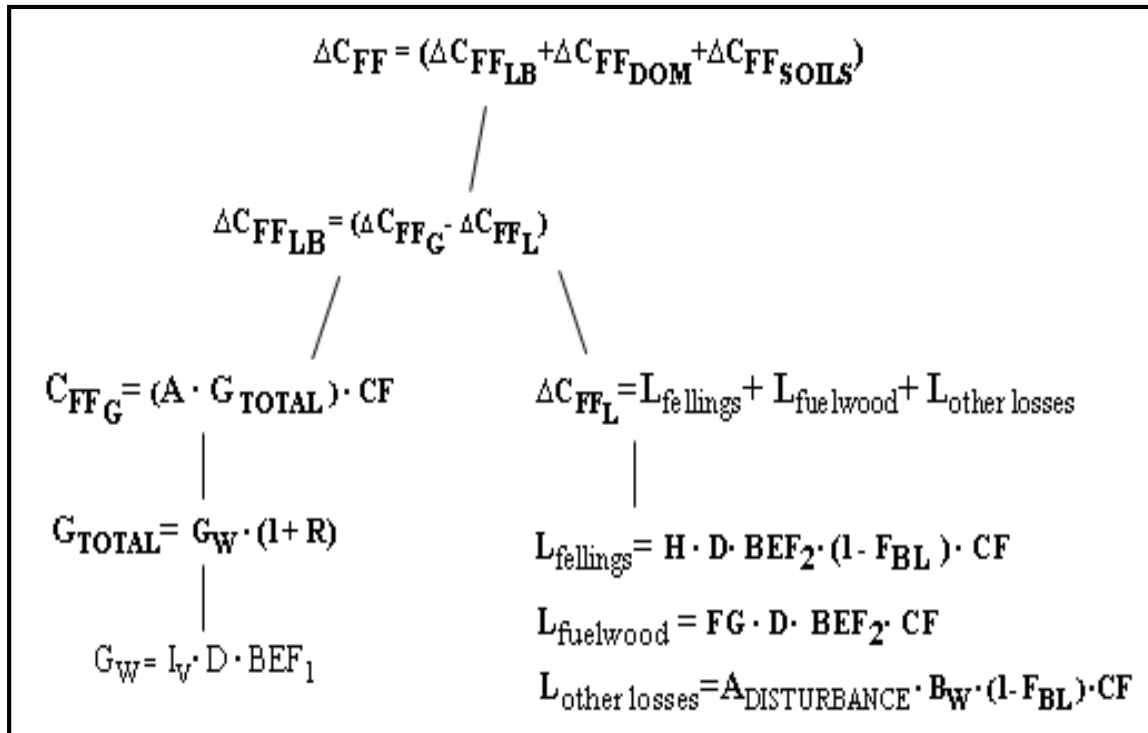 ΔC_FF = (ΔC_FF_LB+ΔC_FF_DOM+ΔC_FF_SOILS)
ΔC_FF_LB=(ΔC_FF_G- ΔC_FF_L)
C_FF_G=(A · G_TOTAL)· CF
ΔC_FF_L=L_fellings+ L_fuelwood+ L_other losses
G_TOTAL= G_W·(1+ R)
L_fellings= H · D· BEF_2·(1- F_BL)· CF
L_fuelwood = FG · D· BEF_2· CF
G_W= I_V· D · BEF_1
L_other losses=A_DISTURBANCE· B_W·(1-F_BL)·CF